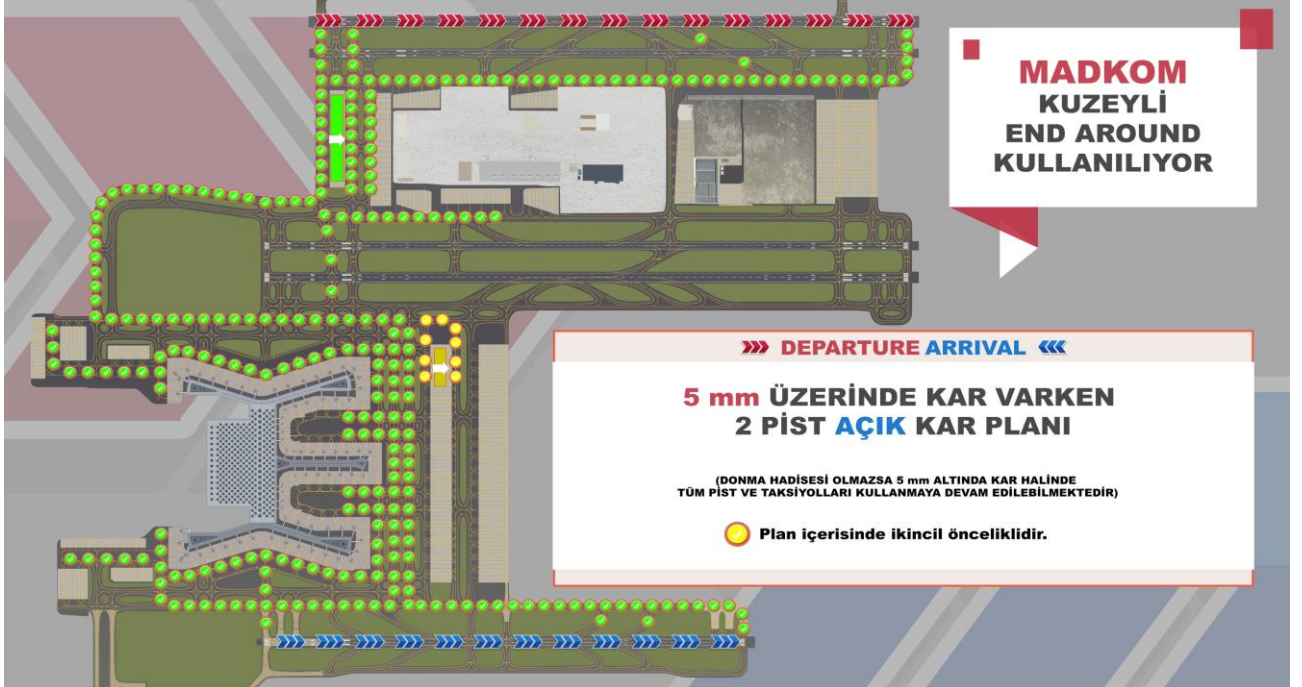 MADKOM
KUZEYLİ
END AROUND
KULLANILIYOR
DEPARTURE ARRIVAL
5 mm ÜZERİNDE KAR VARKEN
2 PİST AÇIK KAR PLANI
(DONMA HADİSESİ OLMAZSA 5 mm ALTINDA KAR HALİNDE
TÜM PİST VE TAKSİYOLLARI KULLANMAYA DEVAM EDİLEBİLMEKTEDİR)
Plan içerisinde ikincil önceliklidir.